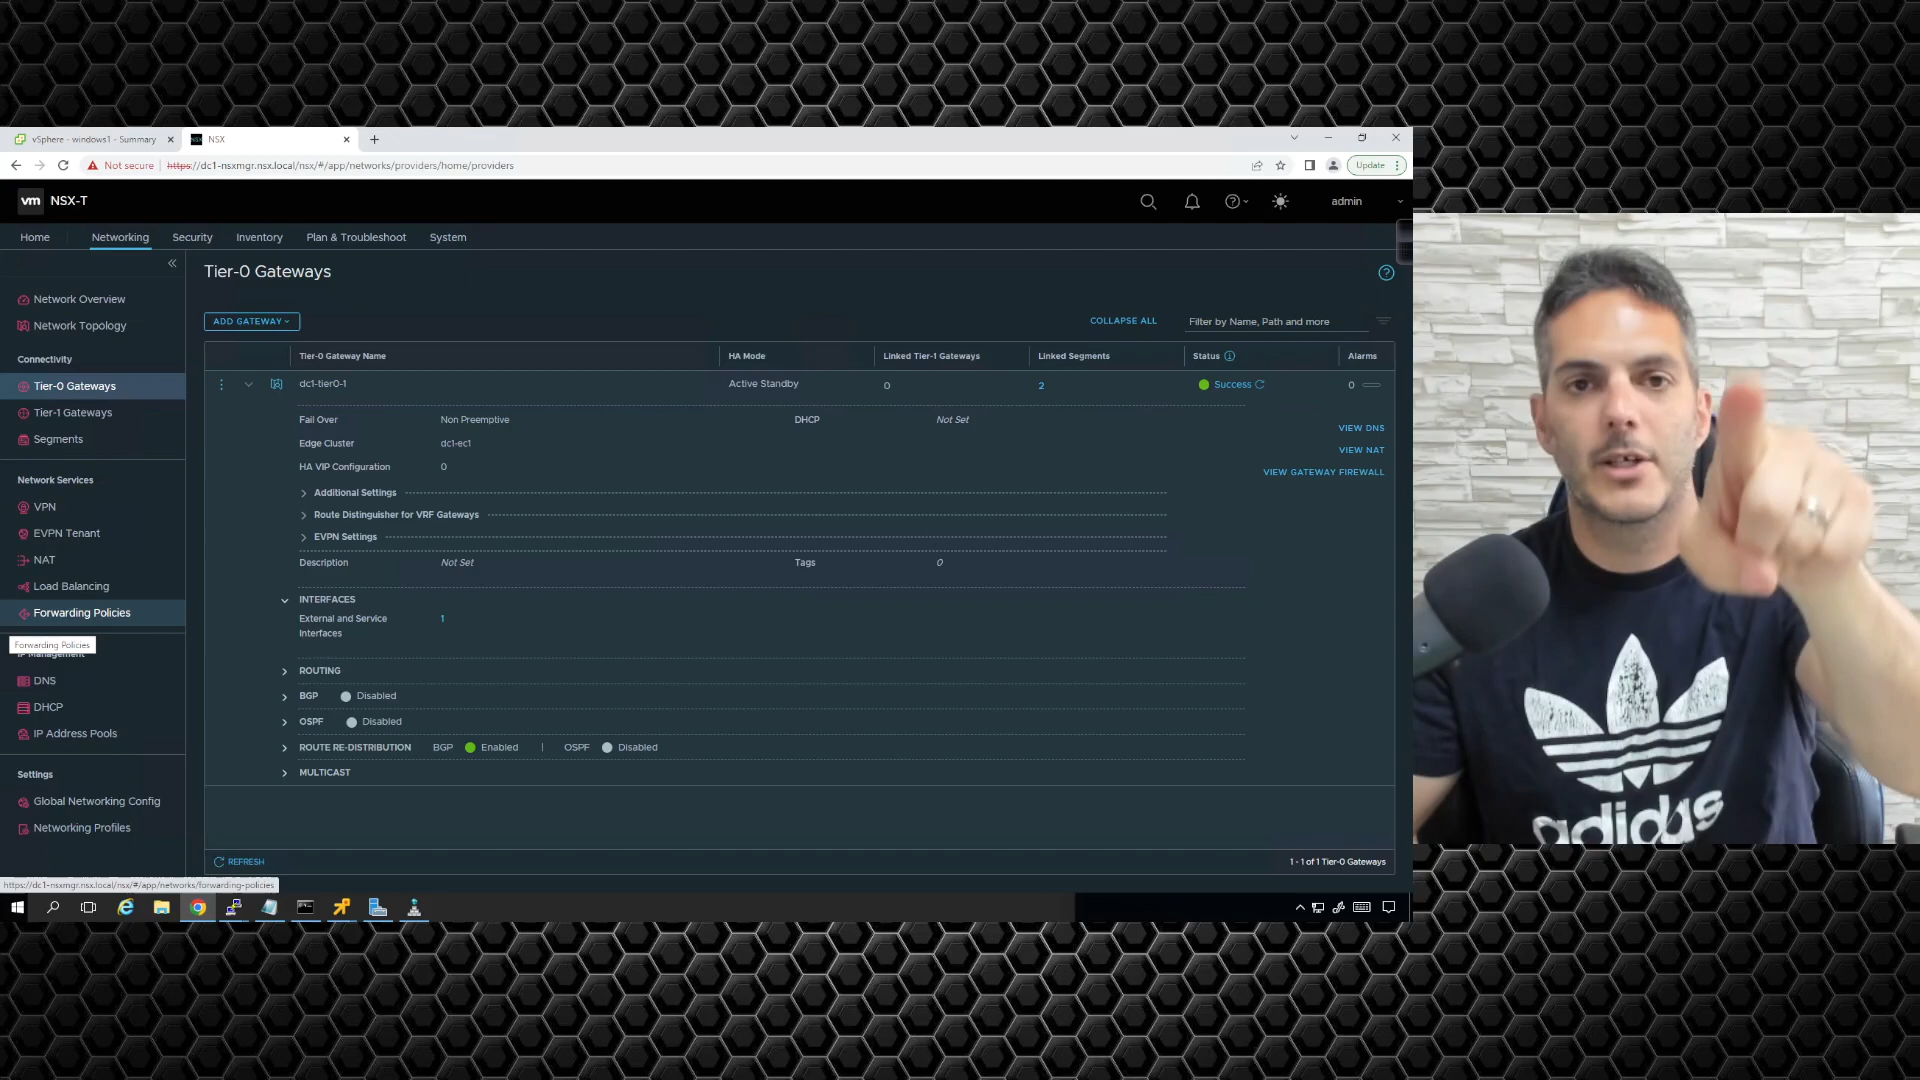 vSphere - windows1 - Summary
NSX
Not secure
https://dc1-nsxmgr.nsx.local/nsx/#/app/networks/providers/home/providers
Update
vm NSX-T
admin
Home Networking Security Inventory Plan & Troubleshoot System
Network Overview
Network Topology
Connectivity
Tier-0 Gateways
Tier-1 Gateways
Segments
Network Services
VPN
EVPN Tenant
NAT
Load Balancing
Forwarding Policies
Forwarding Policies
IP Management
DNS
DHCP
IP Address Pools
Settings
Global Networking Config
Networking Profiles
https://dc1-nsxmgr.nsx.local/nsx/#/app/networks/forwarding-policies
Tier-0 Gateways
ADD GATEWAY
COLLAPSE ALL
Filter by Name, Path and more
Tier-0 Gateway Name HA Mode Linked Tier-1 Gateways Linked Segments Status Alarms
dc1-tier0-1 Active Standby 0 2 Success 0
Fail Over Non Preemptive DHCP Not Set
Edge Cluster dc1-ec1
HA VIP Configuration 0
VIEW DNS
VIEW NAT
VIEW GATEWAY FIREWALL
Additional Settings
Route Distinguisher for VRF Gateways
EVPN Settings
Description Not Set Tags 0
INTERFACES
External and Service
Interfaces
1
ROUTING
BGP Disabled
OSPF Disabled
ROUTE RE-DISTRIBUTION BGP Enabled | OSPF Disabled
MULTICAST
REFRESH
1 - 1 of 1 Tier-0 Gateways
adidas